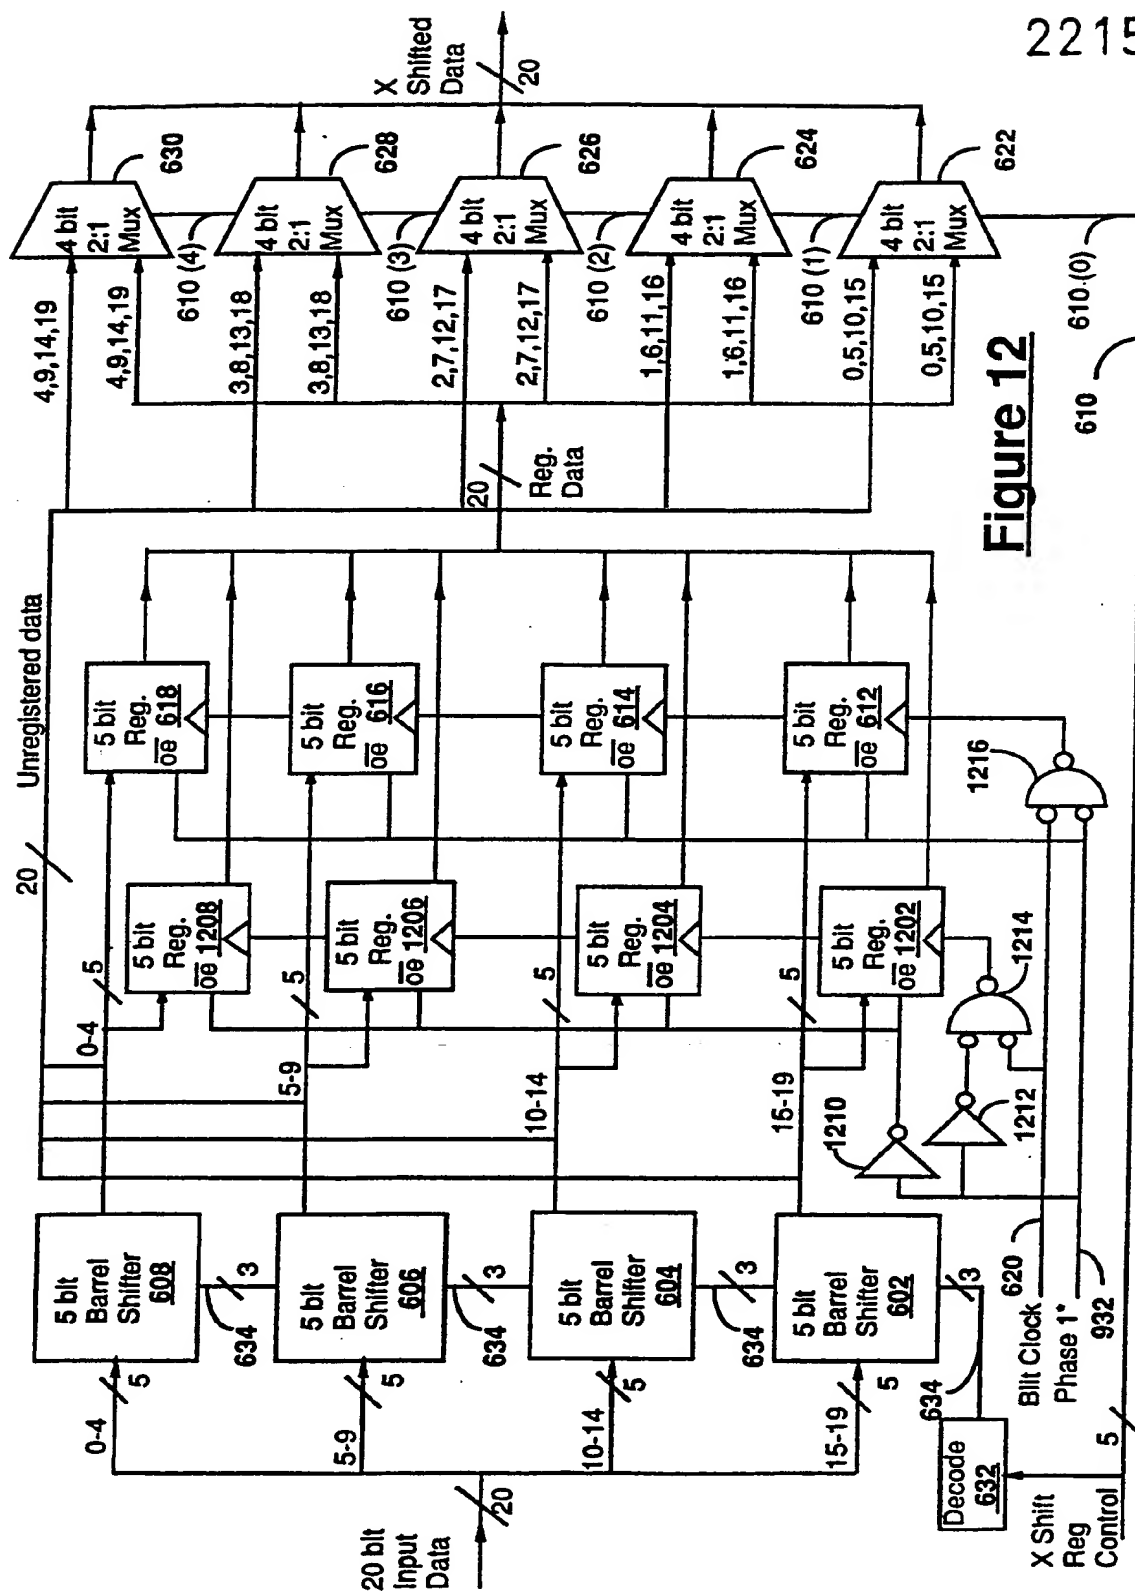 2215
20 bit
Input
Data
20
0-4
5
5-9
5
10-14
5
15-19
5
5 bit
Barrel
Shifter
608
634
3
5 bit
Barrel
Shifter
606
634
3
5 bit
Barrel
Shifter
604
634
3
5 bit
Barrel
Shifter
602
3
634
Decode
632
X Shift
Reg
Control
5
Blit Clock
620
Phase 1*
932
20
Unregistered data
0-4
5
5-9
5
10-14
5
15-19
5
5 bit
Reg.
oe 1208
5 bit
Reg.
oe 1206
5 bit
Reg.
oe 1204
5 bit
Reg.
oe 1202
1210
1212
1214
1216
5 bit
Reg.
oe 618
5 bit
Reg.
oe 616
5 bit
Reg.
oe 614
5 bit
Reg.
oe 612
20
Reg.
Data
4,9,14,19
4,9,14,19
3,8,13,18
3,8,13,18
2,7,12,17
2,7,12,17
1,6,11,16
1,6,11,16
0,5,10,15
0,5,10,15
4 bit
2:1
Mux
630
610 (4)
4 bit
2:1
Mux
628
610 (3)
4 bit
2:1
Mux
626
610 (2)
4 bit
2:1
Mux
624
610 (1)
4 bit
2:1
Mux
622
610 (0)
610
X
Shifted
Data
20
Figure 12